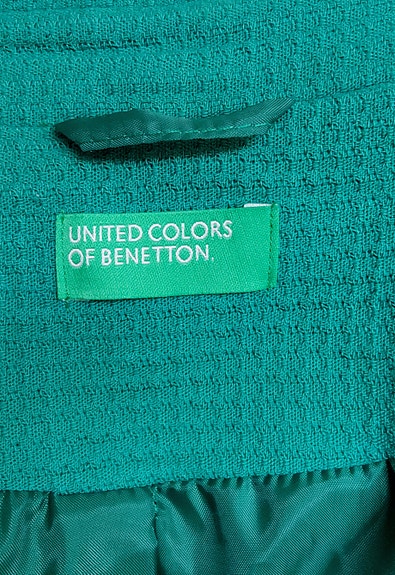 UNITED COLORS
OF BENETTON.